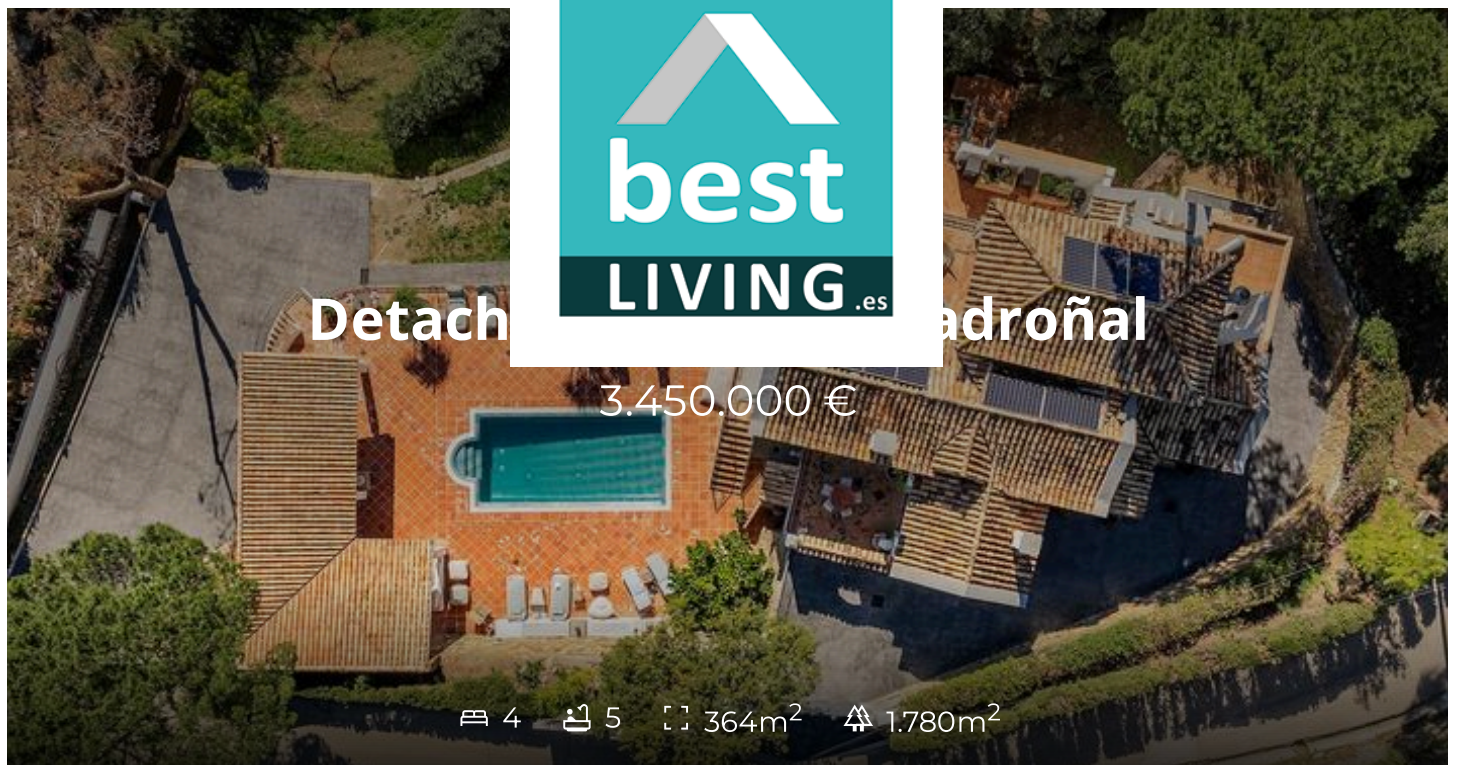 best
LIVING.es
Detach adroñal
3.450.000 €
4 5 364m² 1.780m²